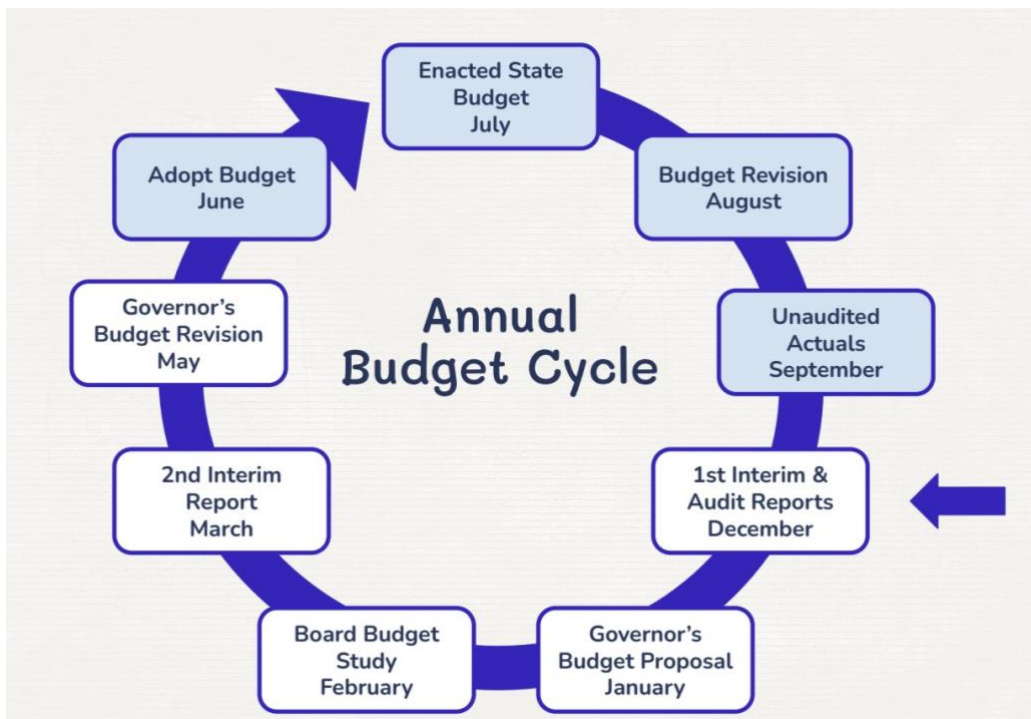 Enacted State
Budget
July
Budget Revision
August
Unaudited
Actuals
September
1st Interim &
Audit Reports
December
Governor's
Budget Proposal
January
Board Budget
Study
February
2nd Interim
Report
March
Governor's
Budget Revision
May
Adopt Budget
June
Annual
Budget Cycle